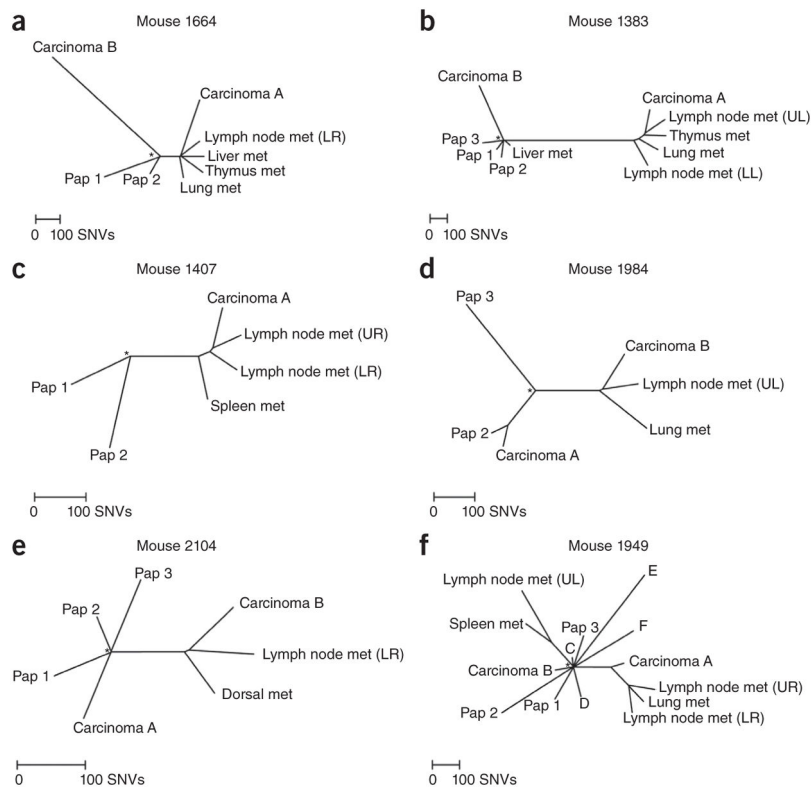 a
Mouse 1664
Carcinoma B
Carcinoma A
Lymph node met (LR)
Liver met
Thymus met
Lung met
*
Pap 1
Pap 2
0 100 SNVs
b
Mouse 1383
Carcinoma B
Carcinoma A
Lymph node met (UL)
Thymus met
Lung met
Lymph node met (LL)
*
Pap 3
Pap 1
Liver met
Pap 2
0 100 SNVs
c
Mouse 1407
Carcinoma A
Lymph node met (UR)
Lymph node met (LR)
Spleen met
*
Pap 1
Pap 2
0 100 SNVs
d
Mouse 1984
Pap 3
Carcinoma B
Lymph node met (UL)
Lung met
*
Pap 2
Carcinoma A
0 100 SNVs
e
Mouse 2104
Pap 3
Pap 2
Carcinoma B
*
Lymph node met (LR)
Pap 1
Dorsal met
Carcinoma A
0 100 SNVs
f
Mouse 1949
E
Lymph node met (UL)
Spleen met
Pap 3
F
C
*
Carcinoma B
Carcinoma A
Lymph node met (UR)
Lung met
Lymph node met (LR)
Pap 2
Pap 1
D
0 100 SNVs